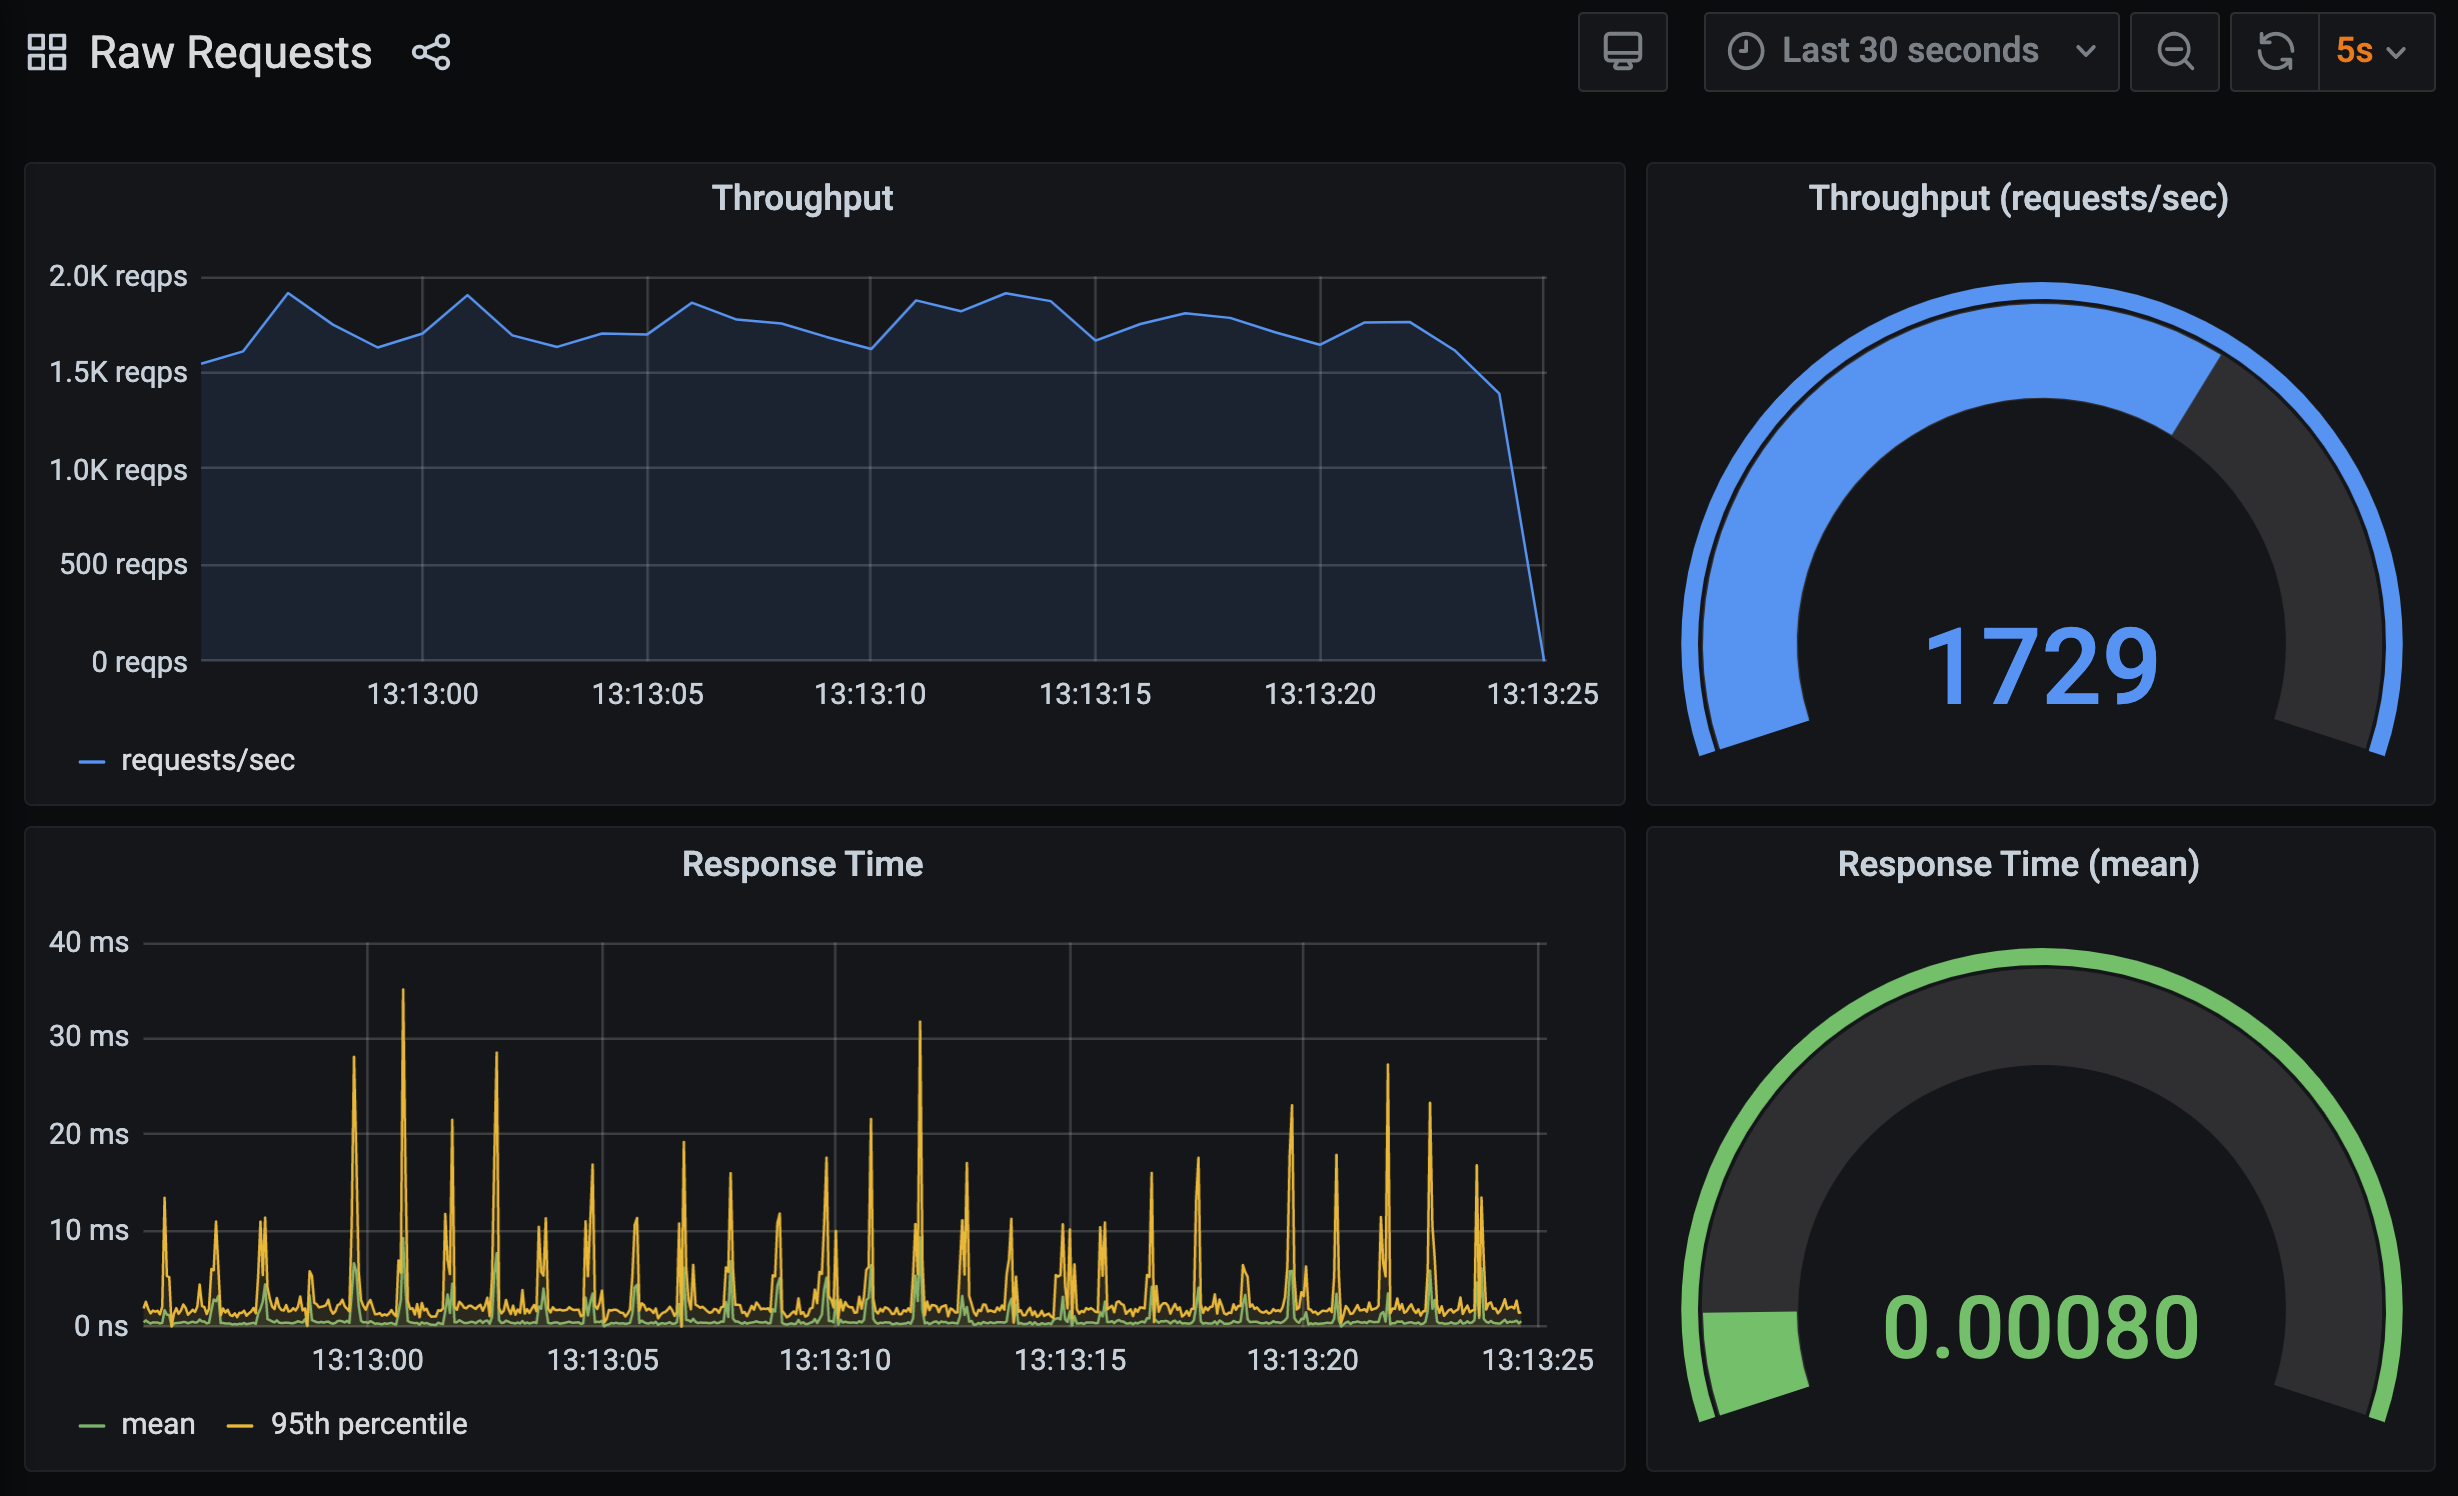 Raw Requests
Last 30 seconds
5s
Throughput
2.0K reqps
1.5K reqps
1.0K reqps
500 reqps
0 reqps
13:13:00 13:13:05 13:13:10 13:13:15 13:13:20 13:13:25
requests/sec
Throughput (requests/sec)
1729
Response Time
40 ms
30 ms
20 ms
10 ms
0 ns
13:13:00 13:13:05 13:13:10 13:13:15 13:13:20 13:13:25
mean 95th percentile
Response Time (mean)
0.00080